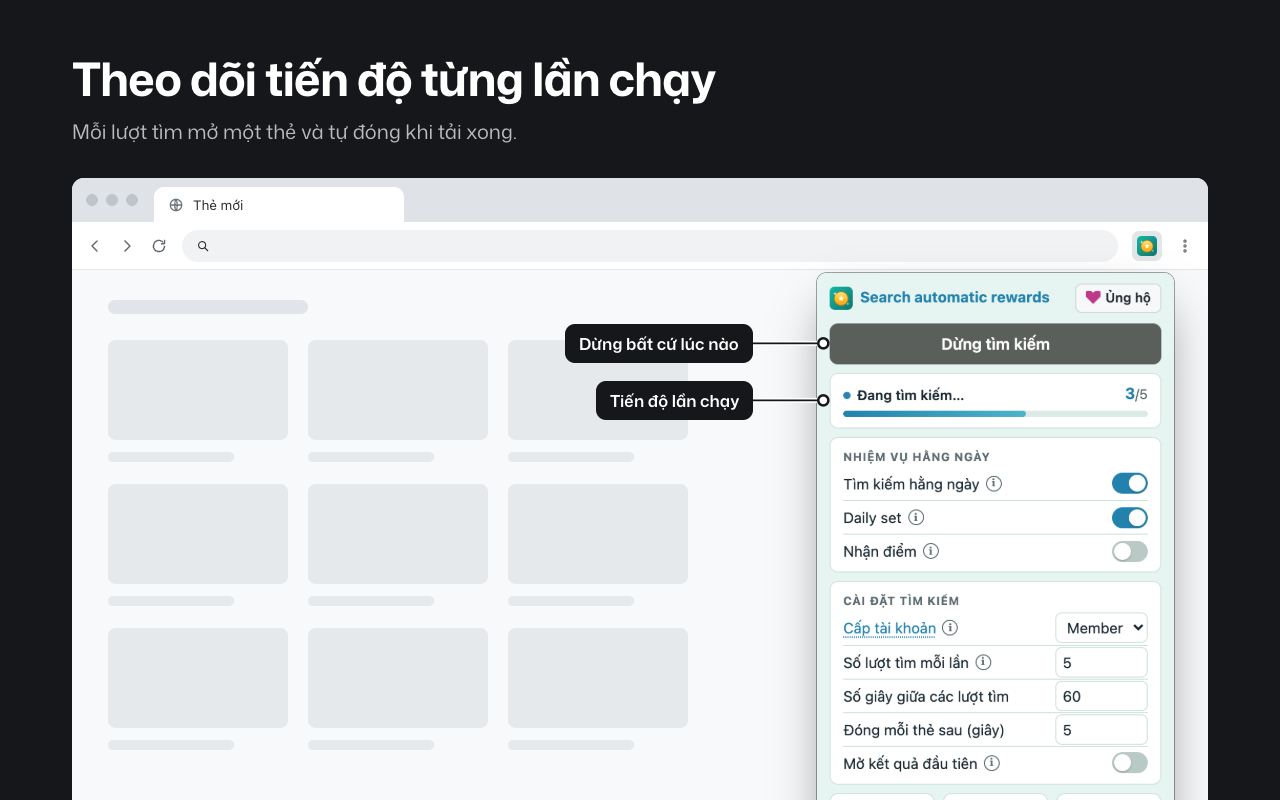 Theo dõi tiến độ từng lần chạy
Mỗi lượt tìm mở một thẻ và tự đóng khi tải xong.
Thẻ mới
Search automatic rewards
Ủng hộ
Dừng bất cứ lúc nào
Dừng tìm kiếm
Tiến độ lần chạy
Đang tìm kiếm...
3/5
NHIỆM VỤ HẰNG NGÀY
Tìm kiếm hằng ngày
Daily set
Nhận điểm
CÀI ĐẶT TÌM KIẾM
Cấp tài khoản
Member
Số lượt tìm mỗi lần
5
Số giây giữa các lượt tìm
60
Đóng mỗi thẻ sau (giây)
5
Mở kết quả đầu tiên